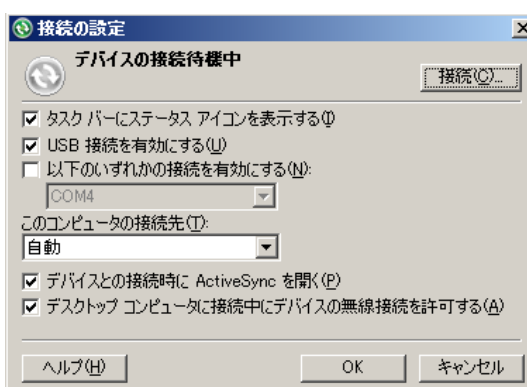 接続の設定
デバイスの接続待機中
接続(C)...
タスク バーにステータス アイコンを表示する(I)
USB 接続を有効にする(U)
以下のいずれかの接続を有効にする(N):
COM4
このコンピュータの接続先(T):
自動
デバイスとの接続時に ActiveSync を開く(P)
デスクトップ コンピュータに接続中にデバイスの無線接続を許可する(A)
ヘルプ(H)
OK
キャンセル